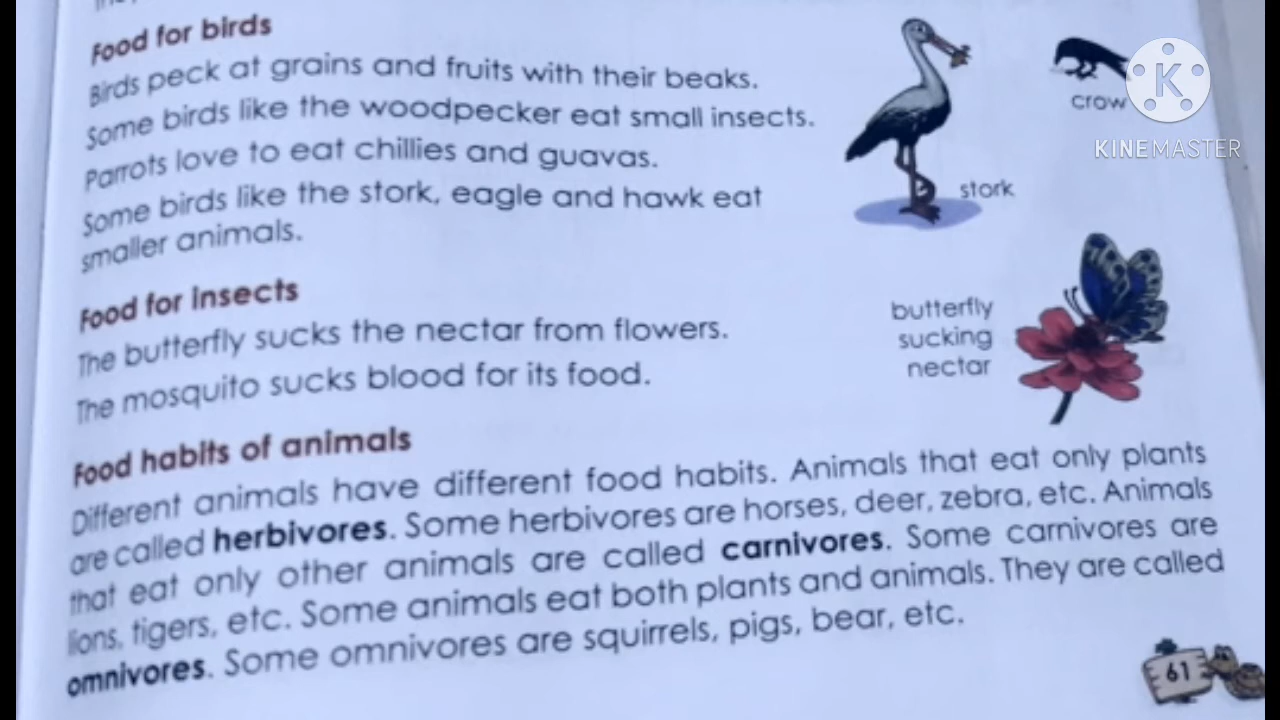 Food for birds
Birds peck at grains and fruits with their beaks.
Some birds like the woodpecker eat small insects.
Parrots love to eat chillies and guavas.
Some birds like the stork, eagle and hawk eat
smaller animals.
crow
K
KINEMASTER
stork
Food for insects
The butterfly sucks the nectar from flowers.
The mosquito sucks blood for its food.
butterfly
sucking
nectar
Food habits of animals
Different animals have different food habits. Animals that eat only plants
are called herbivores. Some herbivores are horses, deer, zebra, etc. Animals
that eat only other animals are called carnivores. Some carnivores are
lions, tigers, etc. Some animals eat both plants and animals. They are called
omnivores. Some omnivores are squirrels, pigs, bear, etc.
61